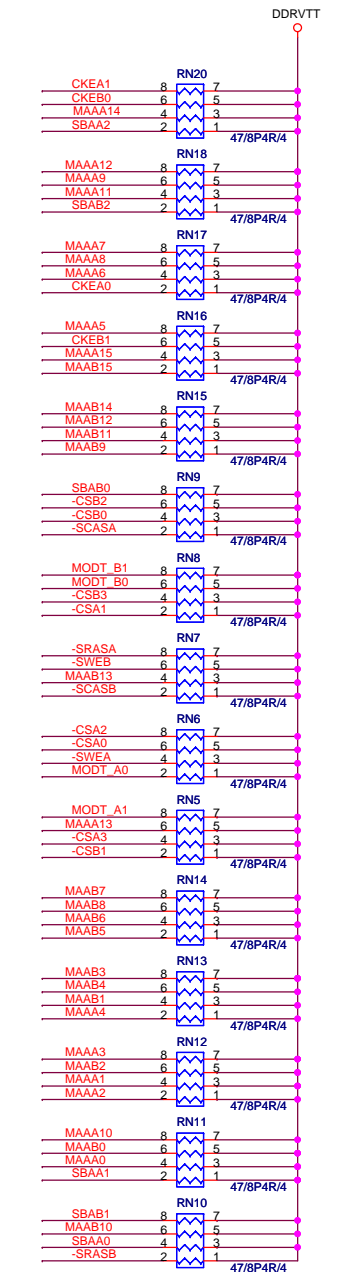 DDRVTT
RN20
CKEA1 8 7
CKEB0 6 5
MAAA14 4 3
SBAA2 2 1
47/8P4R/4
RN18
MAAA12 8 7
MAAA9 6 5
MAAA11 4 3
SBAB2 2 1
47/8P4R/4
RN17
MAAA7 8 7
MAAA8 6 5
MAAA6 4 3
CKEA0 2 1
47/8P4R/4
RN16
MAAA5 8 7
CKEB1 6 5
MAAA15 4 3
MAAB15 2 1
47/8P4R/4
RN15
MAAB14 8 7
MAAB12 6 5
MAAB11 4 3
MAAB9 2 1
47/8P4R/4
RN9
SBAB0 8 7
-CSB2 6 5
-CSB0 4 3
-SCASA 2 1
47/8P4R/4
RN8
MODT_B1 8 7
MODT_B0 6 5
-CSB3 4 3
-CSA1 2 1
47/8P4R/4
RN7
-SRASA 8 7
-SWEB 6 5
MAAB13 4 3
-SCASB 2 1
47/8P4R/4
RN6
-CSA2 8 7
-CSA0 6 5
-SWEA 4 3
MODT_A0 2 1
47/8P4R/4
RN5
MODT_A1 8 7
MAAA13 6 5
-CSA3 4 3
-CSB1 2 1
47/8P4R/4
RN14
MAAB7 8 7
MAAB8 6 5
MAAB6 4 3
MAAB5 2 1
47/8P4R/4
RN13
MAAB3 8 7
MAAB4 6 5
MAAB1 4 3
MAAA4 2 1
47/8P4R/4
RN12
MAAA3 8 7
MAAB2 6 5
MAAA1 4 3
MAAA2 2 1
47/8P4R/4
RN11
MAAA10 8 7
MAAB0 6 5
MAAA0 4 3
SBAA1 2 1
47/8P4R/4
RN10
SBAB1 8 7
MAAB10 6 5
SBAA0 4 3
-SRASB 2 1
47/8P4R/4